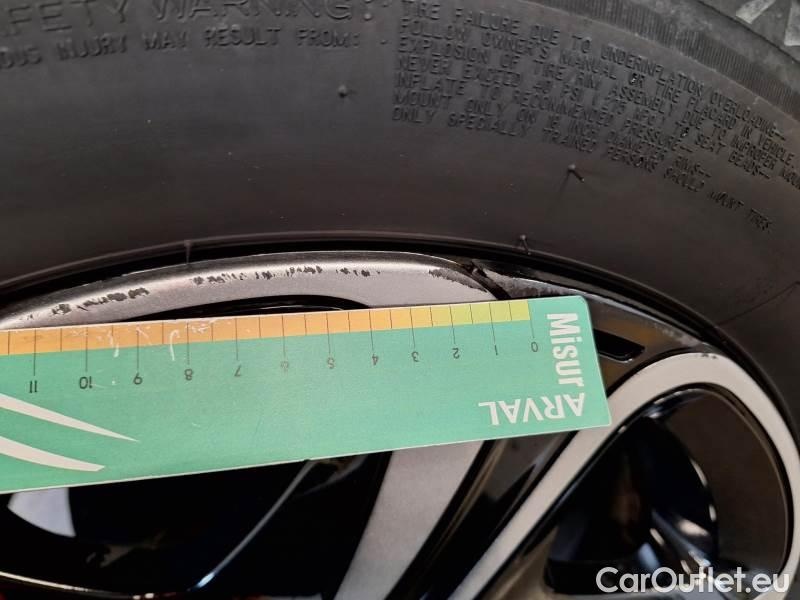 SAFETY WARNING
OUS INJURY MAY RESULT FROM:
TIRE FAILURE DUE TO UNDERINFLATION/OVERLOADING—
FOLLOW OWNER'S MANUAL OR TIRE PLACARD IN VEHICLE.
EXPLOSION OF TIRE/RIM ASSEMBLY DUE TO IMPROPER MOUN
NEVER EXCEED 40 PSI (275 KPC) TO SEAT BEADS—
INFLATE TO RECOMMENDED PRESSURE—
MOUNT ONLY ON 18 INCH DIAMETER RIMS—
ONLY SPECIALLY TRAINED PERSONS SHOULD MOUNT TIRES.
11 10 9 8 7 6 5 4 3 2 1 0
Misur
ARVAL
CarOutlet.eu